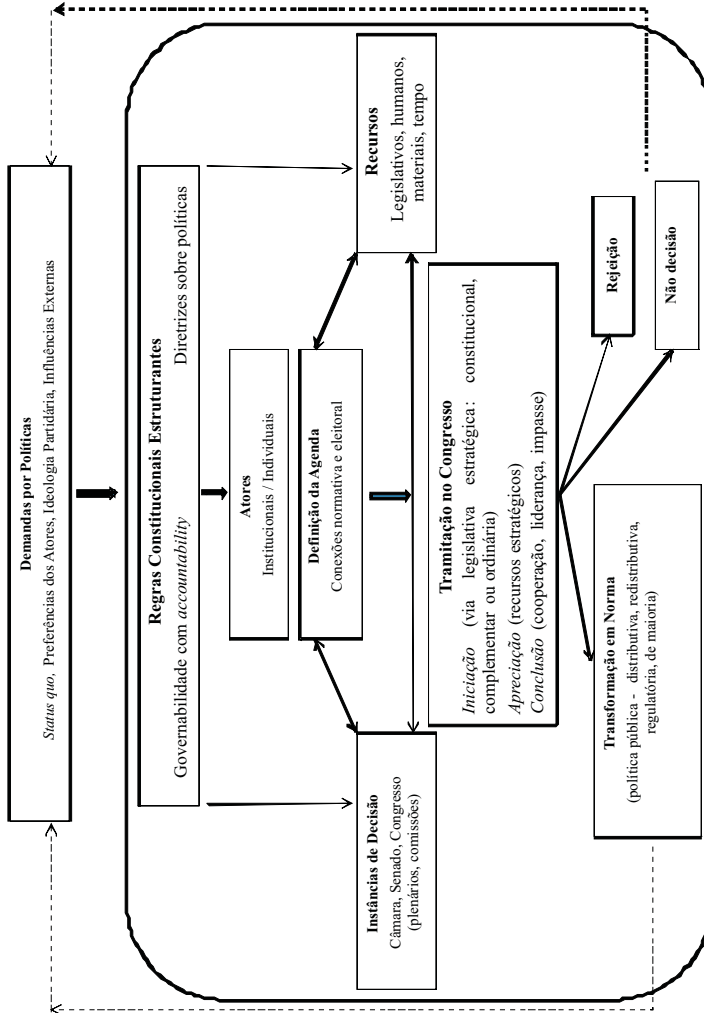 Demandas por Políticas
Status quo, Preferências dos Atores, Ideologia Partidária, Influências Externas
Regras Constitucionais Estruturantes
Governabilidade com accountability Diretrizes sobre políticas
Atores
Institucionais / Individuais
Definição da Agenda
Conexões normativa e eleitoral
Instâncias de Decisão
Câmara, Senado, Congresso
(plenários, comissões)
Recursos
Legislativos, humanos,
materiais, tempo
Tramitação no Congresso
Iniciação (via legislativa estratégica: constitucional,
complementar ou ordinária)
Apreciação (recursos estratégicos)
Conclusão (cooperação, liderança, impasse)
Transformação em Norma
(política pública - distributiva, redistributiva,
regulatória, de maioria)
Rejeição
Não decisão